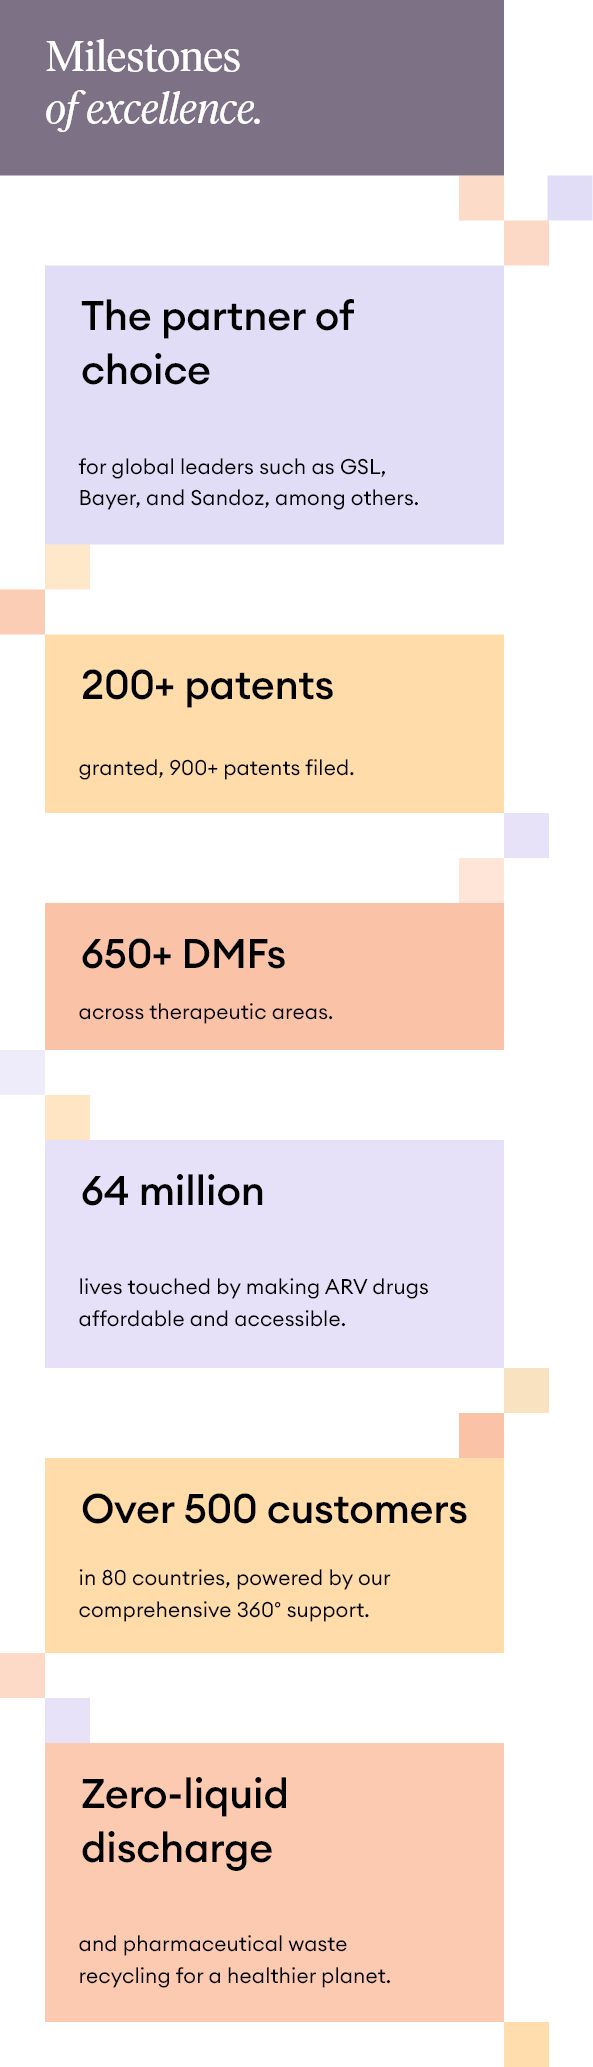 Milestones
of excellence.
The partner of
choice
for global leaders such as GSL,
Bayer, and Sandoz, among others.
200+ patents
granted, 900+ patents filed.
650+ DMFs
across therapeutic areas.
64 million
lives touched by making ARV drugs
affordable and accessible.
Over 500 customers
in 80 countries, powered by our
comprehensive 360° support.
Zero-liquid
discharge
and pharmaceutical waste
recycling for a healthier planet.